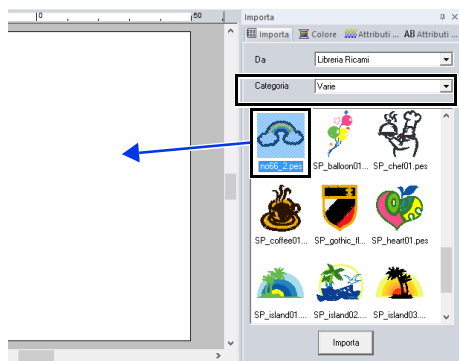 0 50 Importa
Importa Colore Attributi ... AB Attributi ...
Da Libreria Ricami
Categoria Varie
no66_2.pes SP_balloon01... SP_chef01.pes
SP_coffee01... SP_gothic_fl... SP_heart01.pes
SP_island01.... SP_island02.... SP_island03....
Importa